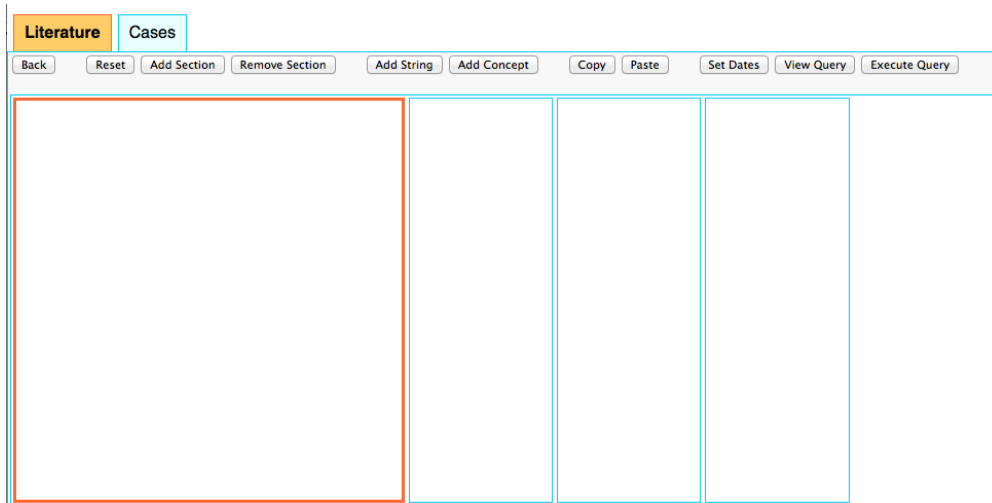 Literature Cases
Back Reset Add Section Remove Section Add String Add Concept Copy Paste Set Dates View Query Execute Query